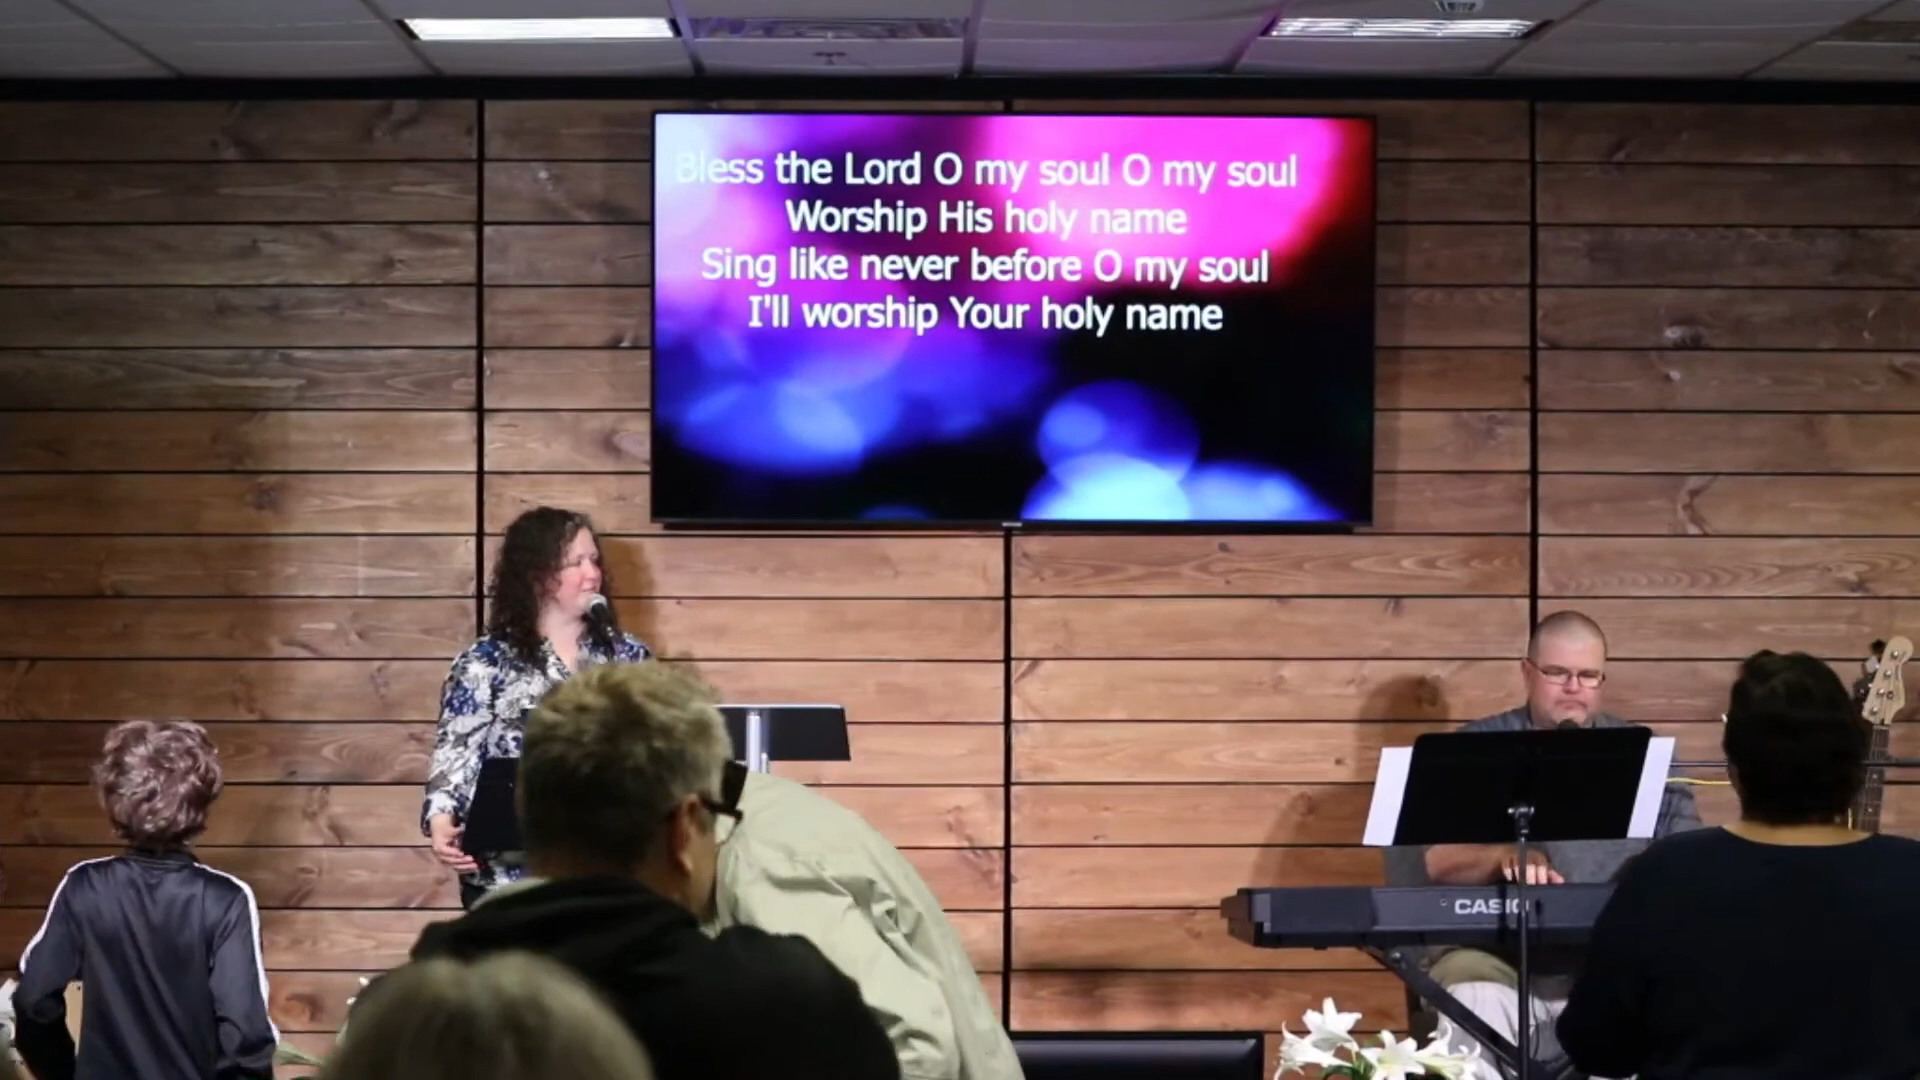 Bless the Lord O my soul O my soul
Worship His holy name
Sing like never before O my soul
I'll worship Your holy name
CASIO